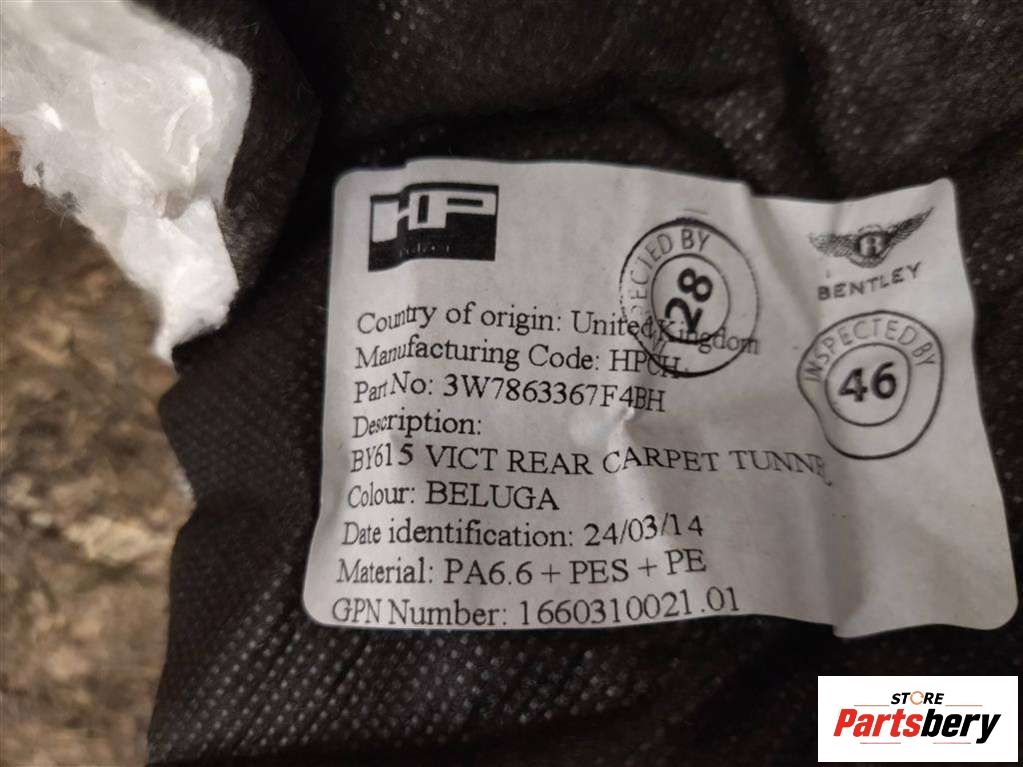 HP
INSPECTED BY
28
B
BENTLEY
INSPECTED BY
46
Country of origin: United Kingdom
Manufacturing Code: HPCH
Part No: 3W7863367F4BH
Description:
BY615 VICT REAR CARPET TUNNE
Colour: BELUGA
Date identification: 24/03/14
Material: PA6.6 + PES + PE
GPN Number: 1660310021.01
STORE
Partsbery